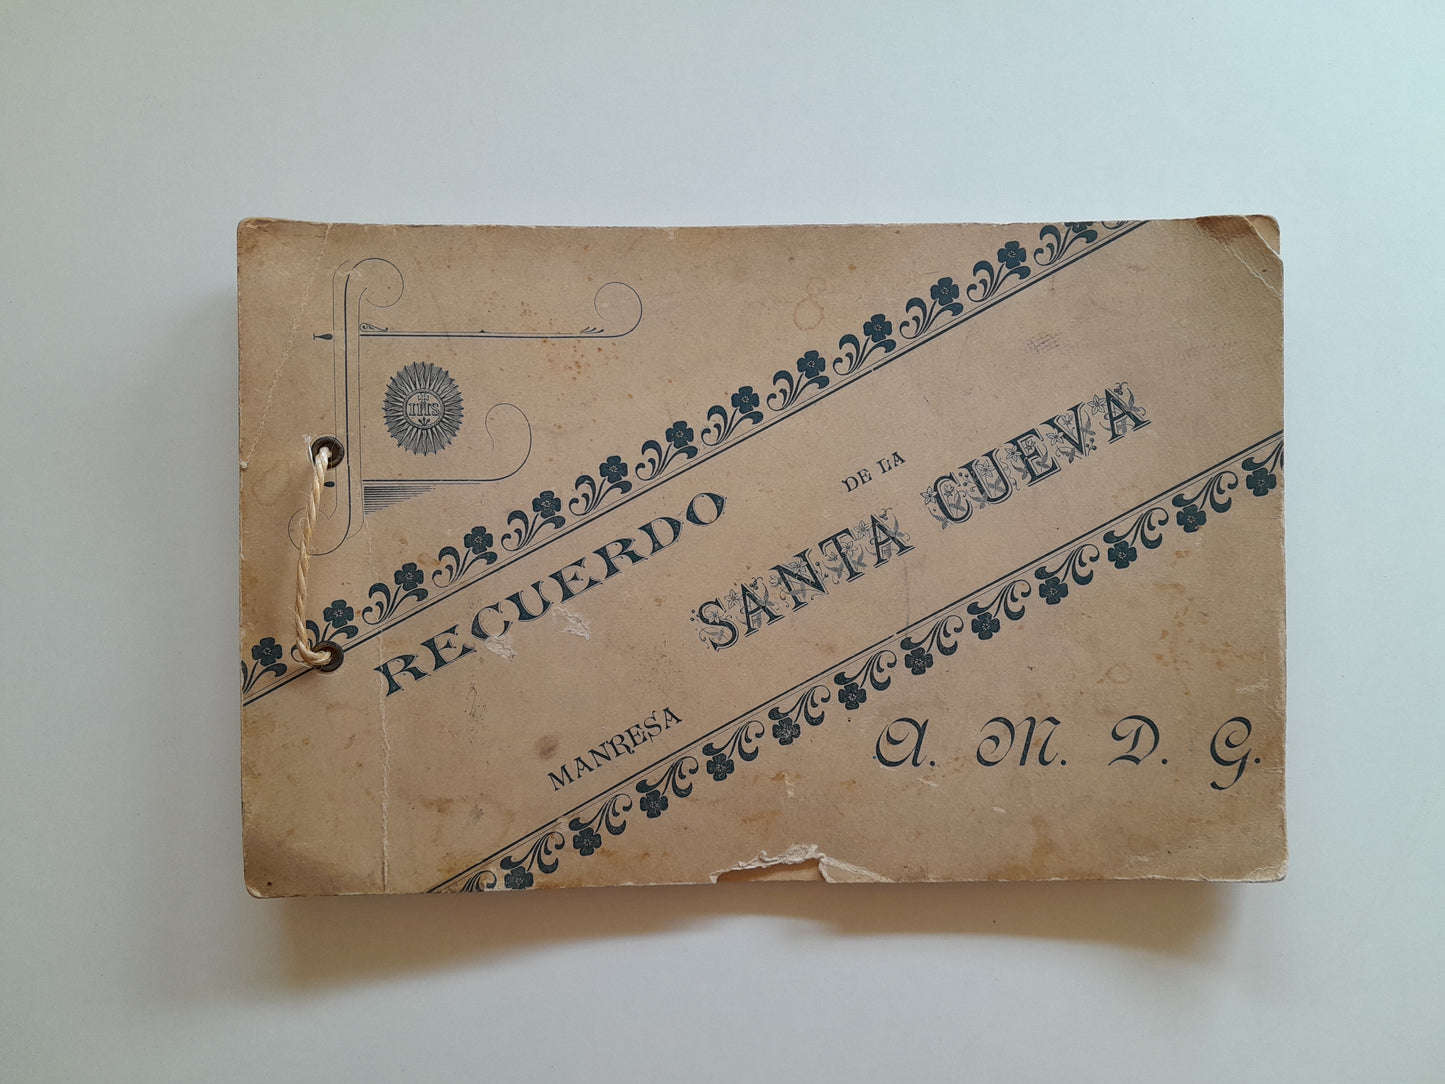 IHS
RECUERDO
DE LA
SANTA CUEVA
MANRESA
A. M. D. G.